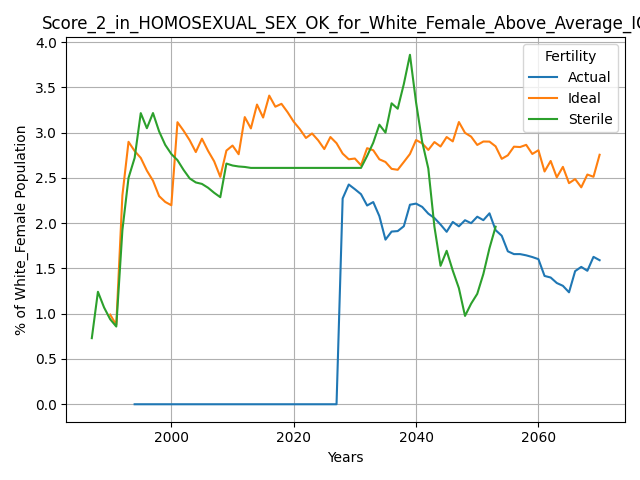 Score_2_in_HOMOSEXUAL_SEX_OK_for_White_Female_Above_Average_IQ
4.0
3.5
3.0
2.5
2.0
1.5
1.0
0.5
0.0
% of White_Female Population
Fertility
Actual
Ideal
Sterile
2000
2020
2040
2060
Years